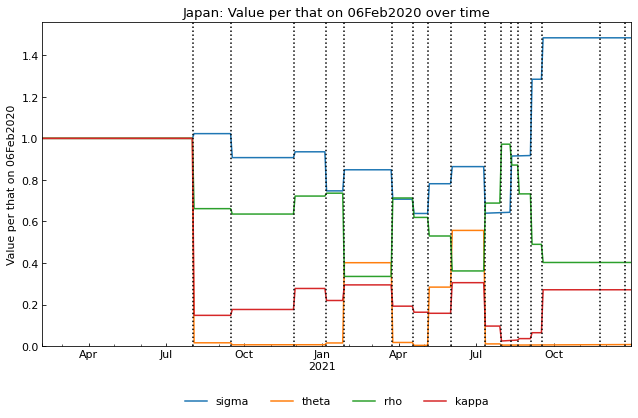 Japan: Value per that on 06Feb2020 over time
Value per that on 06Feb2020
1.4
1.2
1.0
0.8
0.6
0.4
0.2
0.0
Apr Jul Oct Jan Apr Jul Oct
2021
sigma theta rho kappa